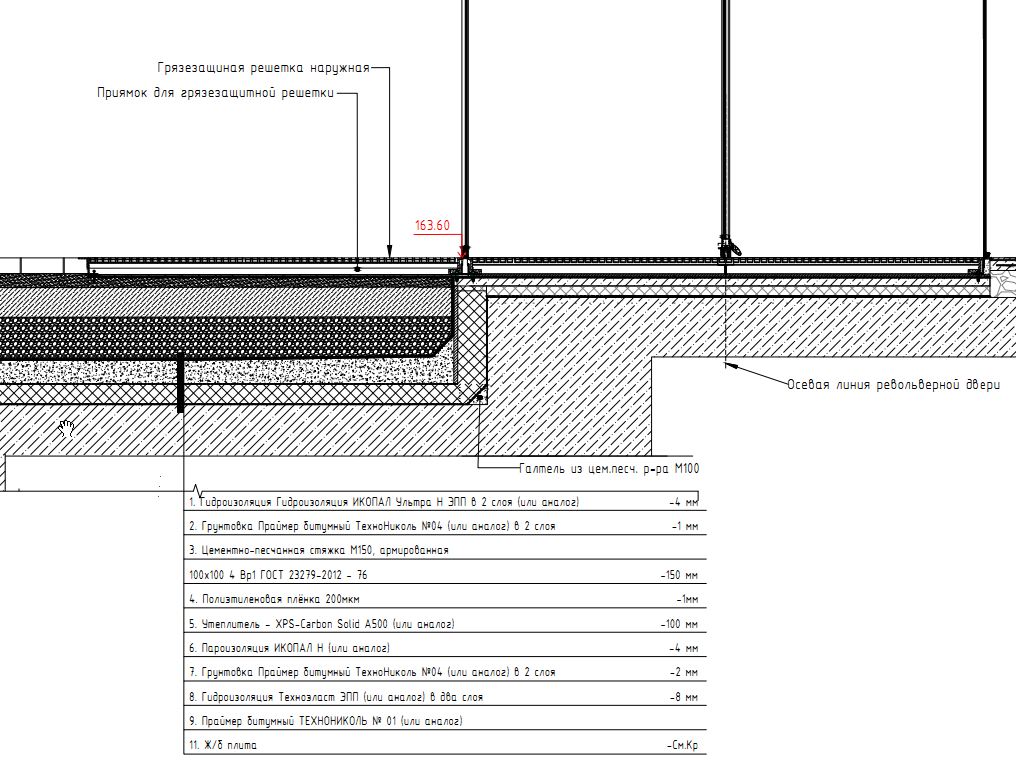 Грязезащиная решетка наружная
Приямок для грязезащитной решетки
163.60
Осевая линия револьверной двери
Галтель из цем.песч. р-ра М100
1. Гидроизоляция Гидроизоляция ИКОПАЛ Ультра Н ЭПП в 2 слоя (или аналог) -4 мм
2. Грунтовка Праймер битумный ТехноНиколь №04 (или аналог) в 2 слоя -1 мм
3. Цементно-песчанная стяжка М150, армированная
100х100 4 Вр1 ГОСТ 23279-2012 - 76 -150 мм
4. Полиэтиленовая плёнка 200мкм -1мм
5. Утеплитель - XPS-Carbon Solid A500 (или аналог) -100 мм
6. Пароизоляция ИКОПАЛ Н (или аналог) -4 мм
7. Грунтовка Праймер битумный ТехноНиколь №04 (или аналог) в 2 слоя -2 мм
8. Гидроизоляция Техноэласт ЭПП (или аналог) в два слоя -8 мм
9. Праймер битумный ТЕХНОНИКОЛЬ № 01 (или аналог)
11. Ж/б плита -См.Кр